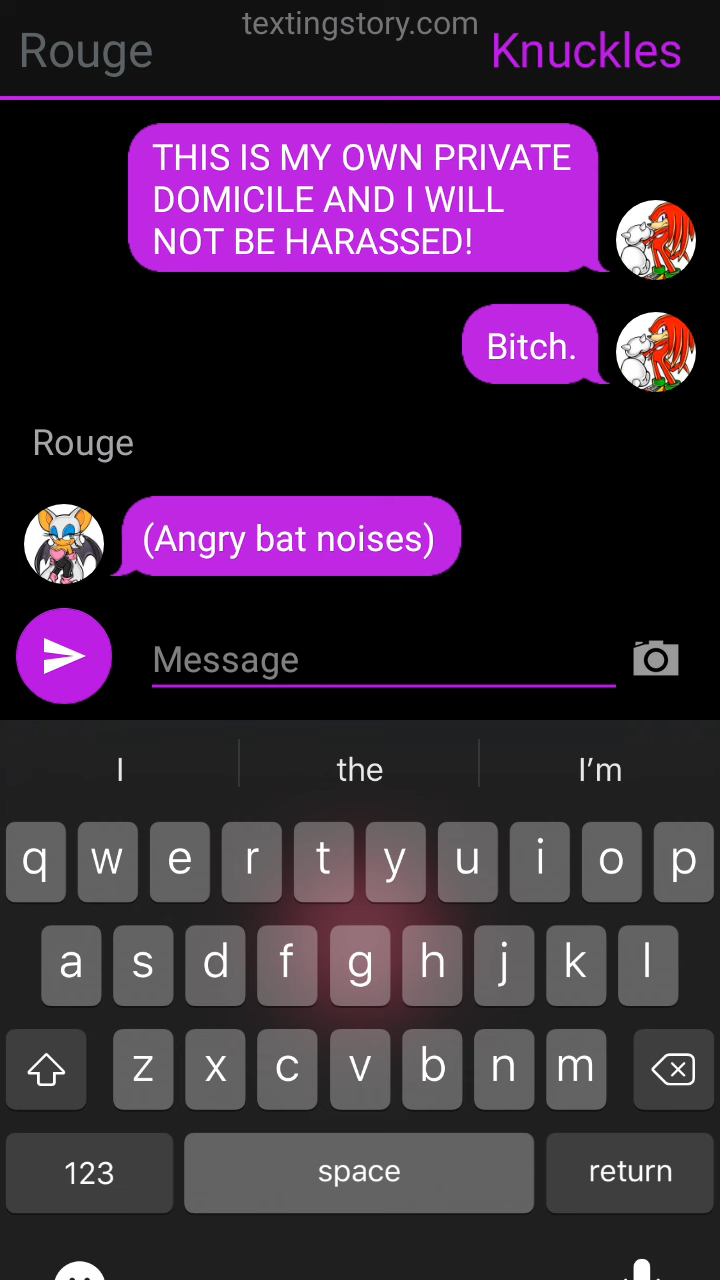 textingstory.com
Rouge
Knuckles
THIS IS MY OWN PRIVATE
DOMICILE AND I WILL
NOT BE HARASSED!
Bitch.
Rouge
(Angry bat noises)
Message
I
the
I’m
q w e r t y u i o p
a s d f g h j k l
z x c v b n m
123
space
return